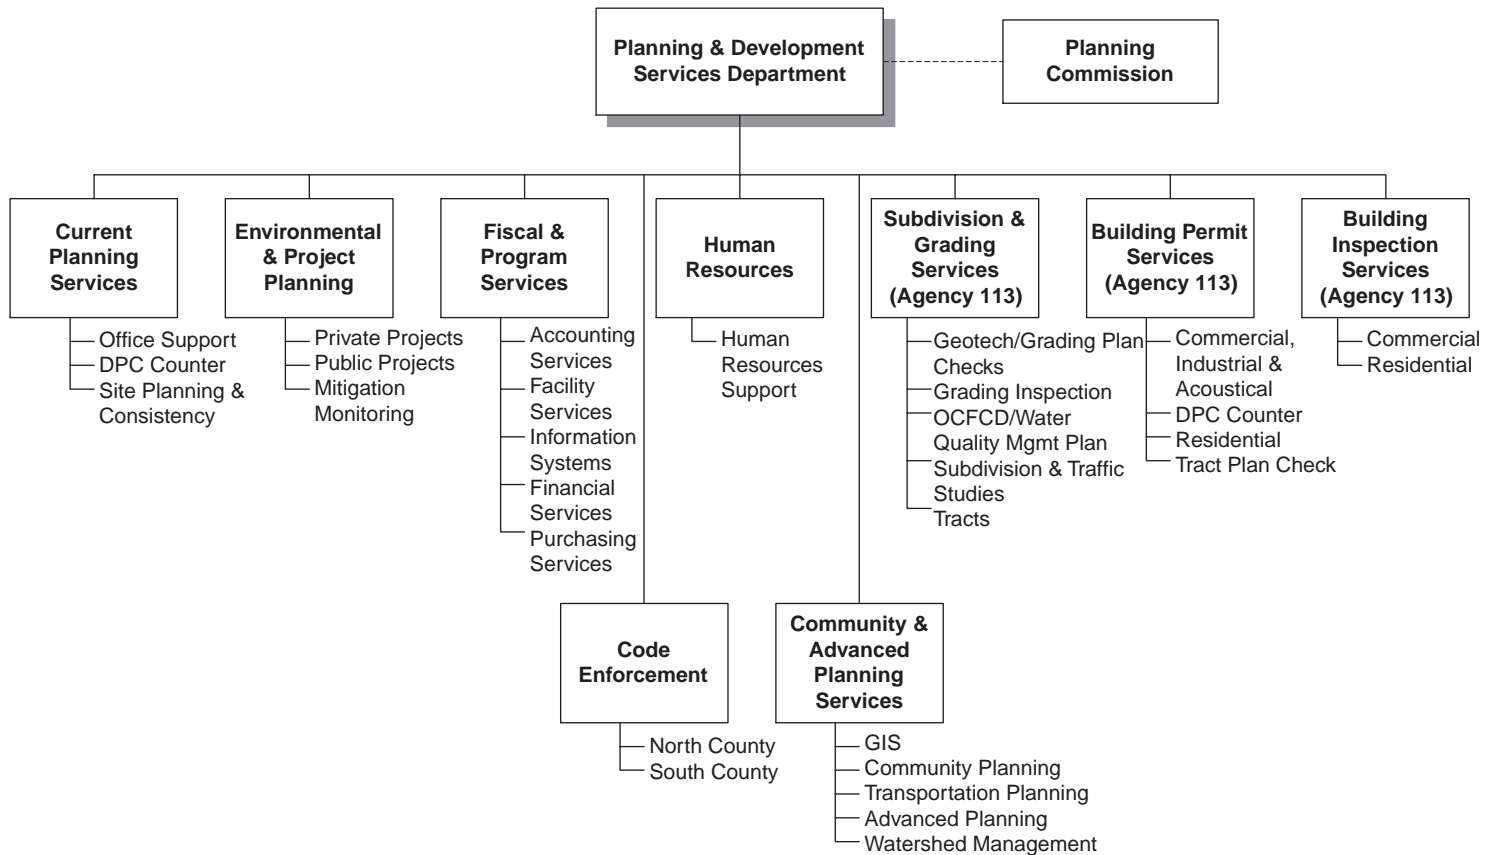 Planning & Development
Services Department
Planning
Commission
Current
Planning
Services
Office Support
DPC Counter
Site Planning &
Consistency
Environmental
& Project
Planning
Private Projects
Public Projects
Mitigation
Monitoring
Fiscal &
Program
Services
Accounting
Services
Facility
Services
Information
Systems
Financial
Services
Purchasing
Services
Human
Resources
Human
Resources
Support
Subdivision &
Grading
Services
(Agency 113)
Geotech/Grading Plan
Checks
Grading Inspection
OCFCD/Water
Quality Mgmt Plan
Subdivision & Traffic
Studies
Tracts
Building Permit
Services
(Agency 113)
Commercial,
Industrial &
Acoustical
DPC Counter
Residential
Tract Plan Check
Building
Inspection
Services
(Agency 113)
Commercial
Residential
Code
Enforcement
North County
South County
Community &
Advanced
Planning
Services
GIS
Community Planning
Transportation Planning
Advanced Planning
Watershed Management